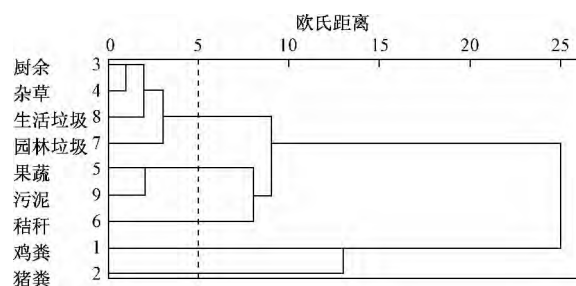 欧氏距离
0 5 10 15 20 25
厨余 3
杂草 4
生活垃圾 8
园林垃圾 7
果蔬 5
污泥 9
秸秆 6
鸡粪 1
猪粪 2